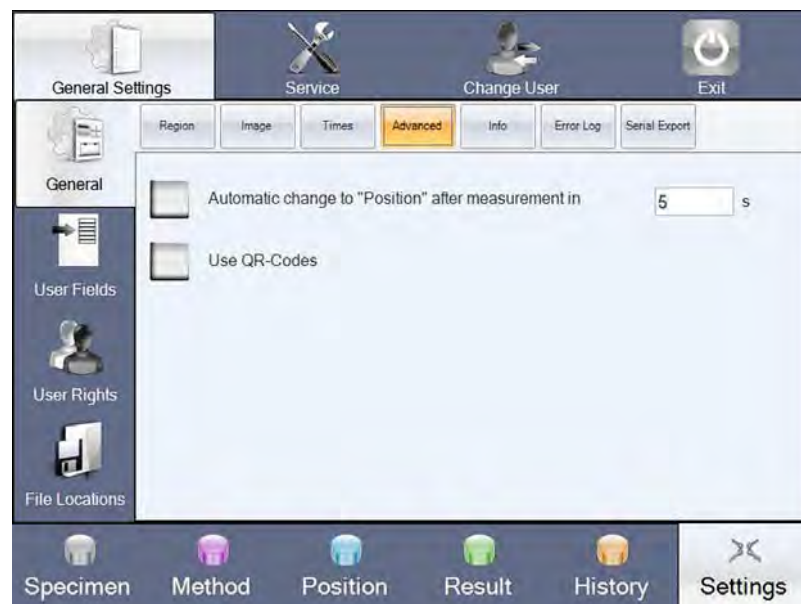 General Settings
Service
Change User
Exit
General
User Fields
User Rights
File Locations
Region
Image
Times
Advanced
Info
Error Log
Serial Export
Automatic change to "Position" after measurement in 5 s
Use QR-Codes
Specimen
Method
Position
Result
History
Settings